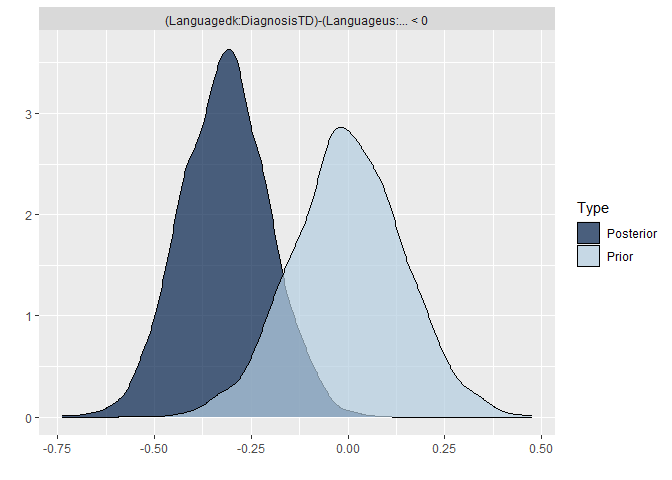 (Languagedk:DiagnosisTD)-(Languageus:... < 0
3
2
1
0
-0.75
-0.50
-0.25
0.00
0.25
0.50
Type
Posterior
Prior